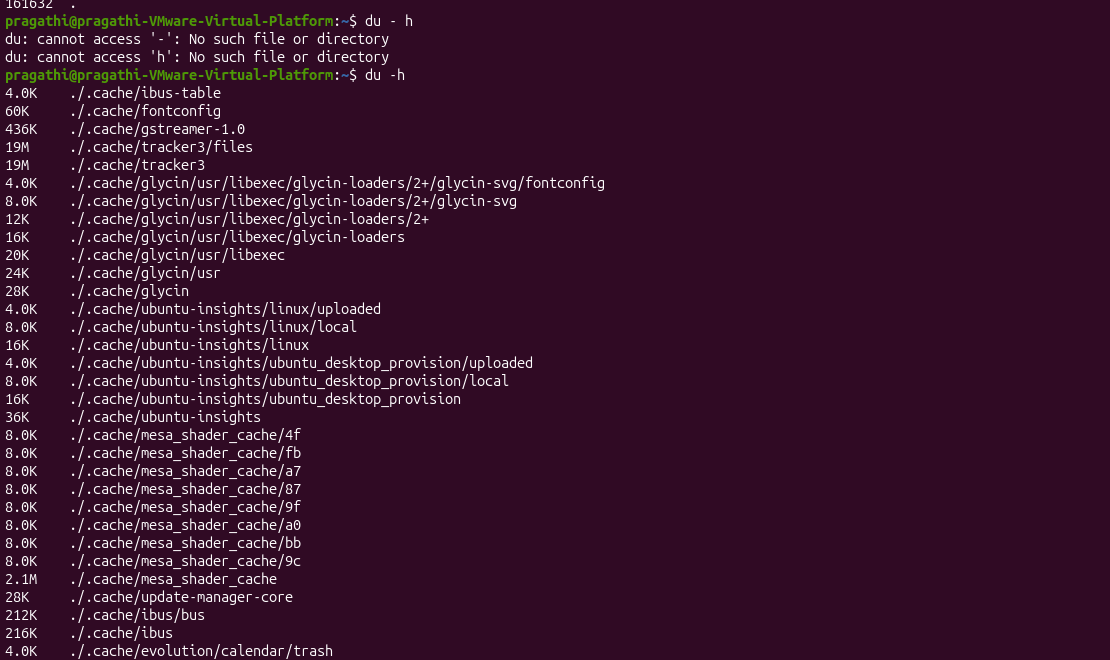 161632  .
pragathi@pragathi-VMware-Virtual-Platform:~$ du - h
du: cannot access '-': No such file or directory
du: cannot access 'h': No such file or directory
pragathi@pragathi-VMware-Virtual-Platform:~$ du -h
4.0K    ./.cache/ibus-table
60K     ./.cache/fontconfig
436K    ./.cache/gstreamer-1.0
19M     ./.cache/tracker3/files
19M     ./.cache/tracker3
4.0K    ./.cache/glycin/usr/libexec/glycin-loaders/2+/glycin-svg/fontconfig
8.0K    ./.cache/glycin/usr/libexec/glycin-loaders/2+/glycin-svg
12K     ./.cache/glycin/usr/libexec/glycin-loaders/2+
16K     ./.cache/glycin/usr/libexec/glycin-loaders
20K     ./.cache/glycin/usr/libexec
24K     ./.cache/glycin/usr
28K     ./.cache/glycin
4.0K    ./.cache/ubuntu-insights/linux/uploaded
8.0K    ./.cache/ubuntu-insights/linux/local
16K     ./.cache/ubuntu-insights/linux
4.0K    ./.cache/ubuntu-insights/ubuntu_desktop_provision/uploaded
8.0K    ./.cache/ubuntu-insights/ubuntu_desktop_provision/local
16K     ./.cache/ubuntu-insights/ubuntu_desktop_provision
36K     ./.cache/ubuntu-insights
8.0K    ./.cache/mesa_shader_cache/4f
8.0K    ./.cache/mesa_shader_cache/fb
8.0K    ./.cache/mesa_shader_cache/a7
8.0K    ./.cache/mesa_shader_cache/87
8.0K    ./.cache/mesa_shader_cache/9f
8.0K    ./.cache/mesa_shader_cache/a0
8.0K    ./.cache/mesa_shader_cache/bb
8.0K    ./.cache/mesa_shader_cache/9c
2.1M    ./.cache/mesa_shader_cache
28K     ./.cache/update-manager-core
212K    ./.cache/ibus/bus
216K    ./.cache/ibus
4.0K    ./.cache/evolution/calendar/trash